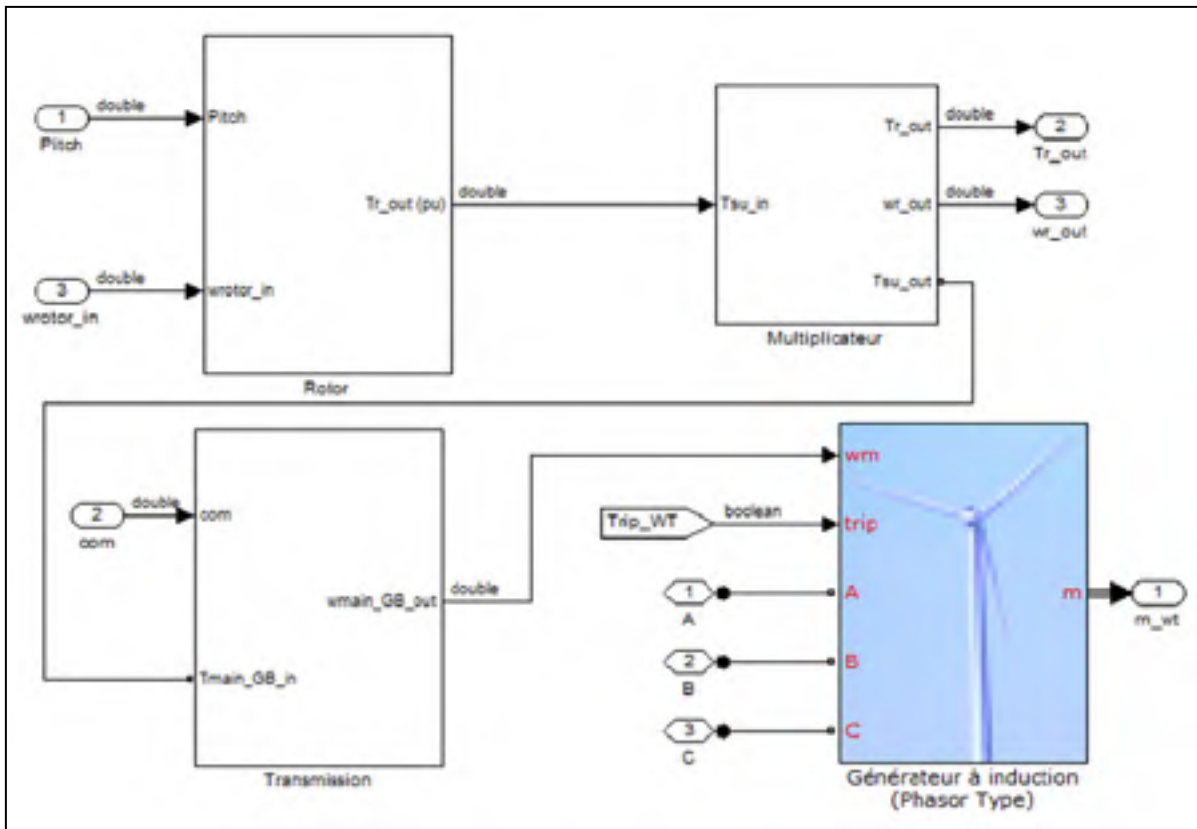 1
Pitch
double
Pitch
3
wrotor_in
double
wrotor_in
Tr_out (pu)
Rotor
double
Tsu_in
Tr_out
wr_out
Tsu_out
Multiplicateur
double
2
Tr_out
double
3
wr_out
2
com
double
com
Tmain_GB_in
wmain_GB_out
Transmission
double
Trip_WT
boolean
1
A
2
B
3
C
wm
trip
A
B
C
m
Générateur à induction
(Phasor Type)
1
m_wt